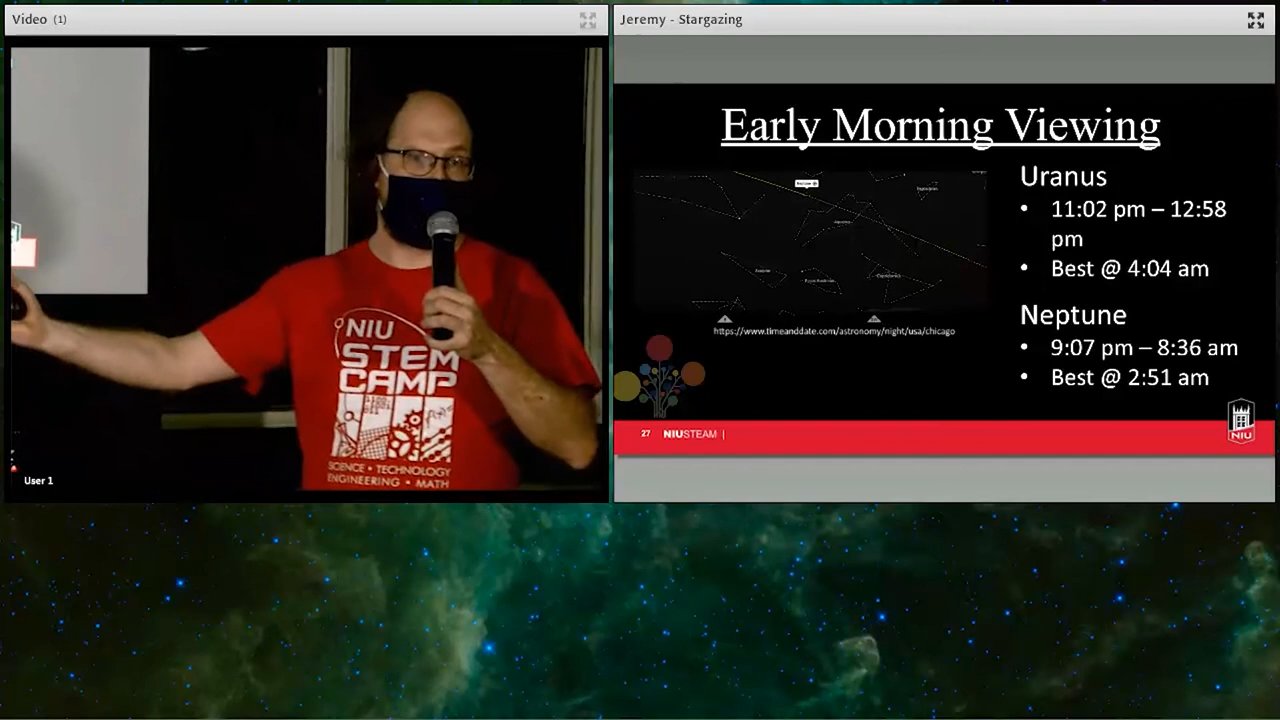 Video (1)
Jeremy - Stargazing
NIU
STEM
CAMP
SCIENCE • TECHNOLOGY
ENGINEERING • MATH
User 1
Early Morning Viewing
Uranus
• 11:02 pm – 12:58
pm
• Best @ 4:04 am
Neptune
• 9:07 pm – 8:36 am
• Best @ 2:51 am
https://www.timeanddate.com/astronomy/night/usa/chicago
27 NIUSTEAM |
NIU